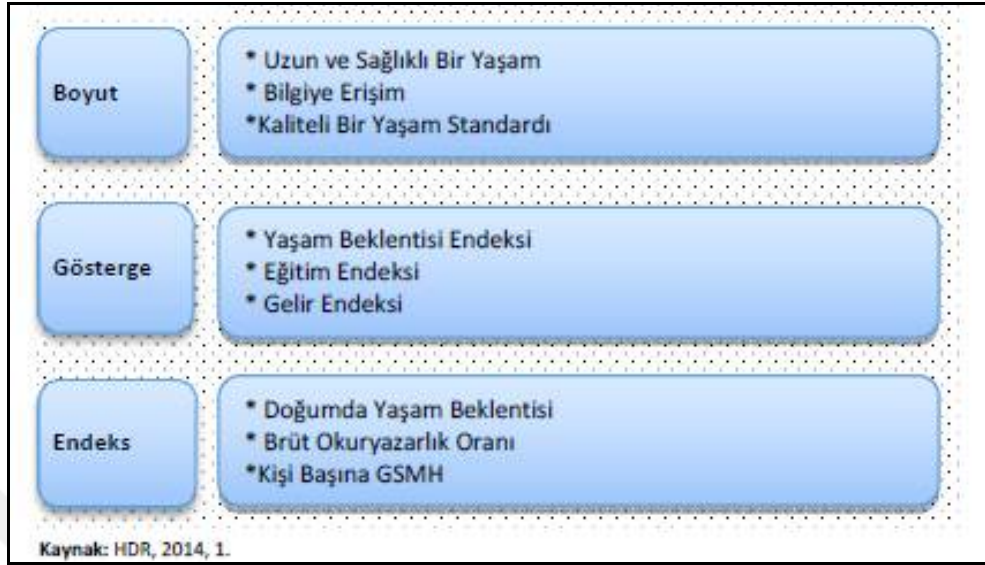 Boyut
* Uzun ve Sağlıklı Bir Yaşam
* Bilgiye Erişim
*Kaliteli Bir Yaşam Standardı
Gösterge
* Yaşam Beklentisi Endeksi
* Eğitim Endeksi
* Gelir Endeksi
Endeks
* Doğumda Yaşam Beklentisi
* Brüt Okuryazarlık Oranı
*Kişi Başına GSMH
Kaynak: HDR, 2014, 1.